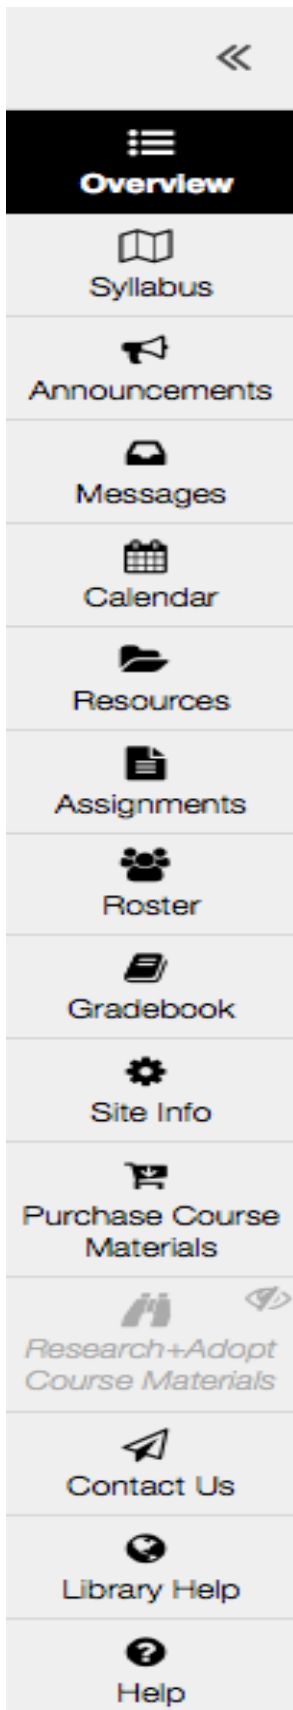 Overview
Syllabus
Announcements
Messages
Calendar
Resources
Assignments
Roster
Gradebook
Site Info
Purchase Course
Materials
Research+Adopt
Course Materials
Contact Us
Library Help
Help